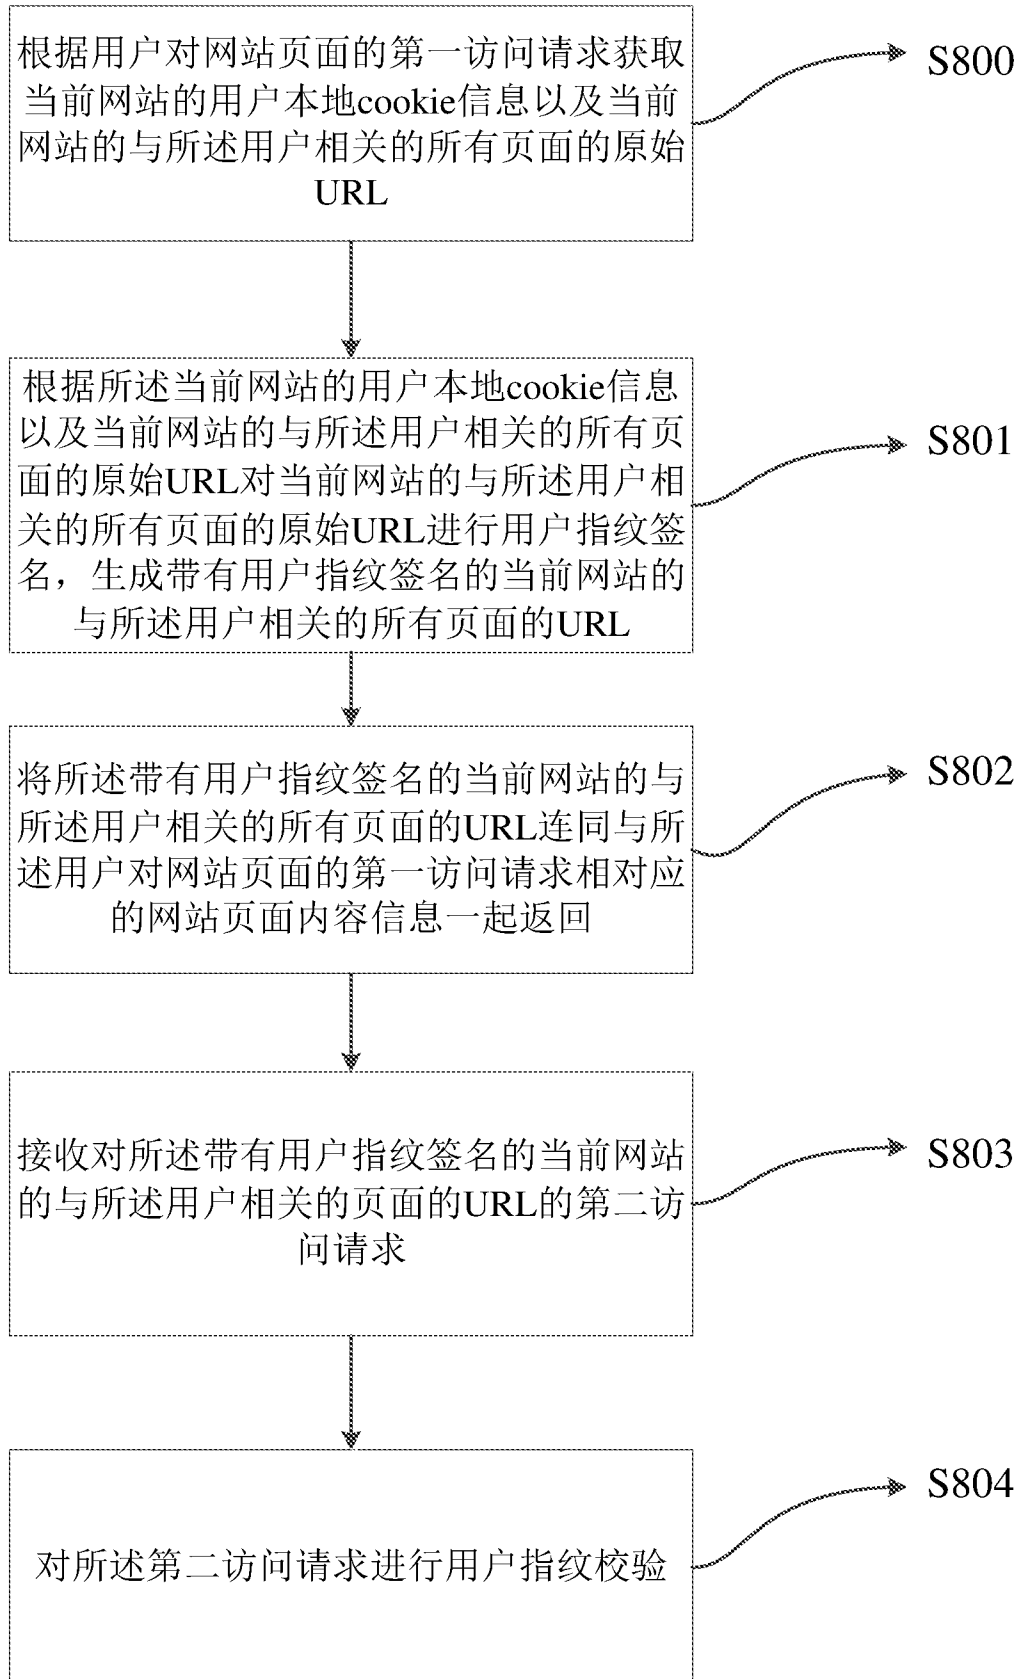 根据用户对网站页面的第一访问请求获取
当前网站的用户本地cookie信息以及当前
网站的与所述用户相关的所有页面的原始
URL
S800
根据所述当前网站的用户本地cookie信息
以及当前网站的与所述用户相关的所有页
面的原始URL对当前网站的与所述用户相
关的所有页面的原始URL进行用户指纹签
名，生成带有用户指纹签名的当前网站的
与所述用户相关的所有页面的URL
S801
将所述带有用户指纹签名的当前网站的与
所述用户相关的所有页面的URL连同与所
述用户对网站页面的第一访问请求相对应
的网站页面内容信息一起返回
S802
接收对所述带有用户指纹签名的当前网站
的与所述用户相关的页面的URL的第二访
问请求
S803
对所述第二访问请求进行用户指纹校验
S804